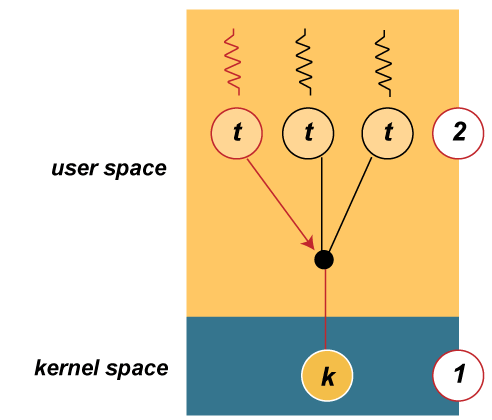 t t t 2
user space
kernel space
k 1